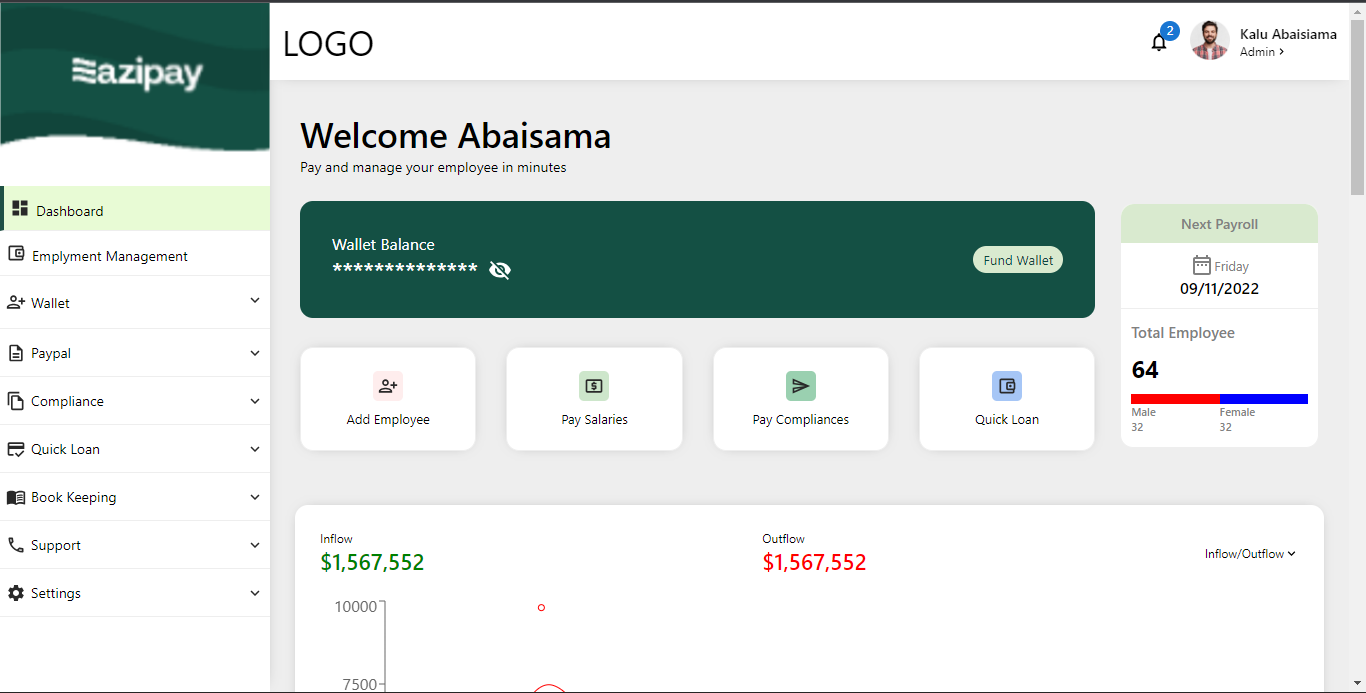 Eazipay
LOGO
2
Kalu Abaisiama
Admin
Dashboard
Emplyment Management
Wallet
Paypal
Compliance
Quick Loan
Book Keeping
Support
Settings
Welcome Abaisama
Pay and manage your employee in minutes
Wallet Balance
**************
Fund Wallet
Next Payroll
Friday
09/11/2022
Total Employee
64
Male Female
32 32
Add Employee
Pay Salaries
Pay Compliances
Quick Loan
Inflow
$1,567,552
Outflow
$1,567,552
Inflow/Outflow
10000
7500